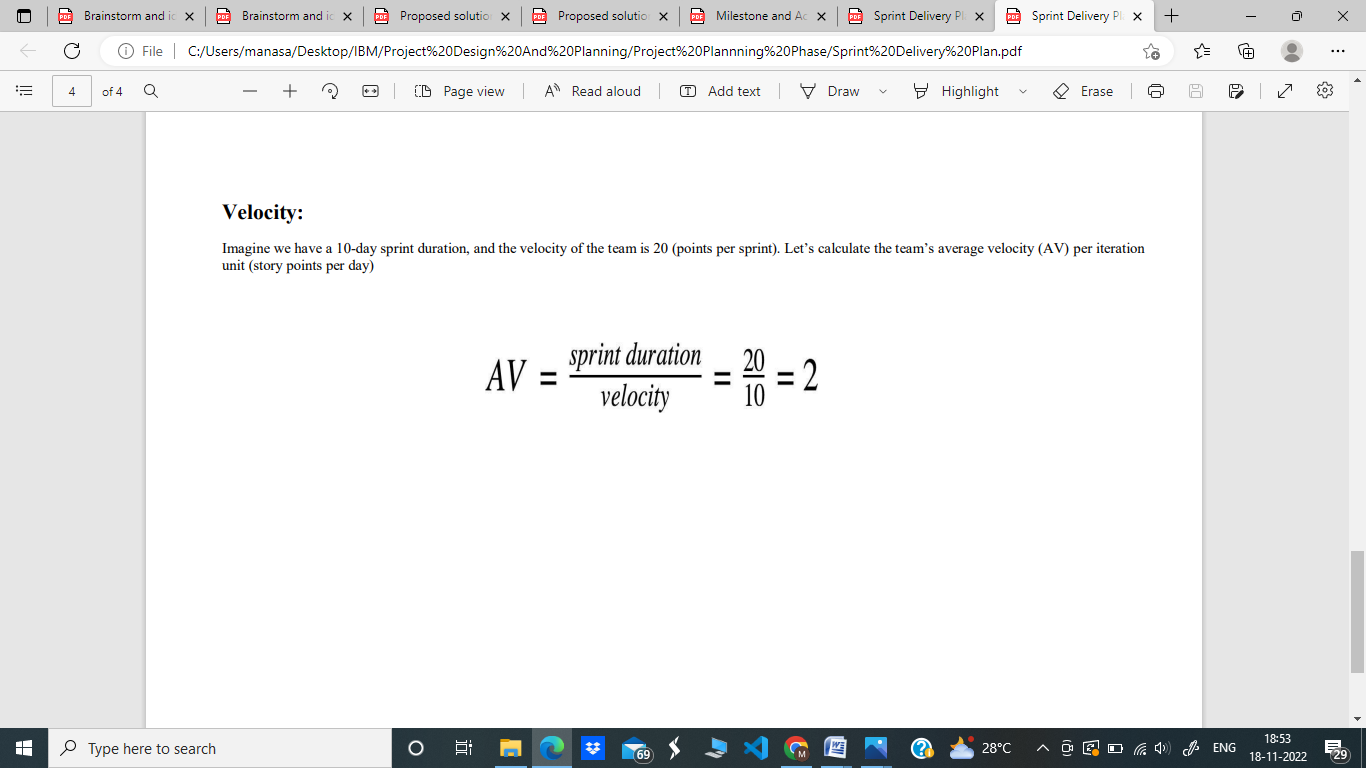 Brainstorm and ic
Brainstorm and ic
Proposed solutio
Proposed solution
Milestone and Ac
Sprint Delivery Pl
Sprint Delivery Pl
File
C:/Users/manasa/Desktop/IBM/Project%20Design%20And%20Planning/Project%20Plannning%20Phase/Sprint%20Delivery%20Plan.pdf
4 of 4 Page view Read aloud Add text Draw Highlight Erase
Velocity:
Imagine we have a 10-day sprint duration, and the velocity of the team is 20 (points per sprint). Let’s calculate the team’s average velocity (AV) per iteration
unit (story points per day)
AV = sprint duration / velocity = 20 / 10 = 2
Type here to search
69
28°C
ENG
18:53
18-11-2022
29